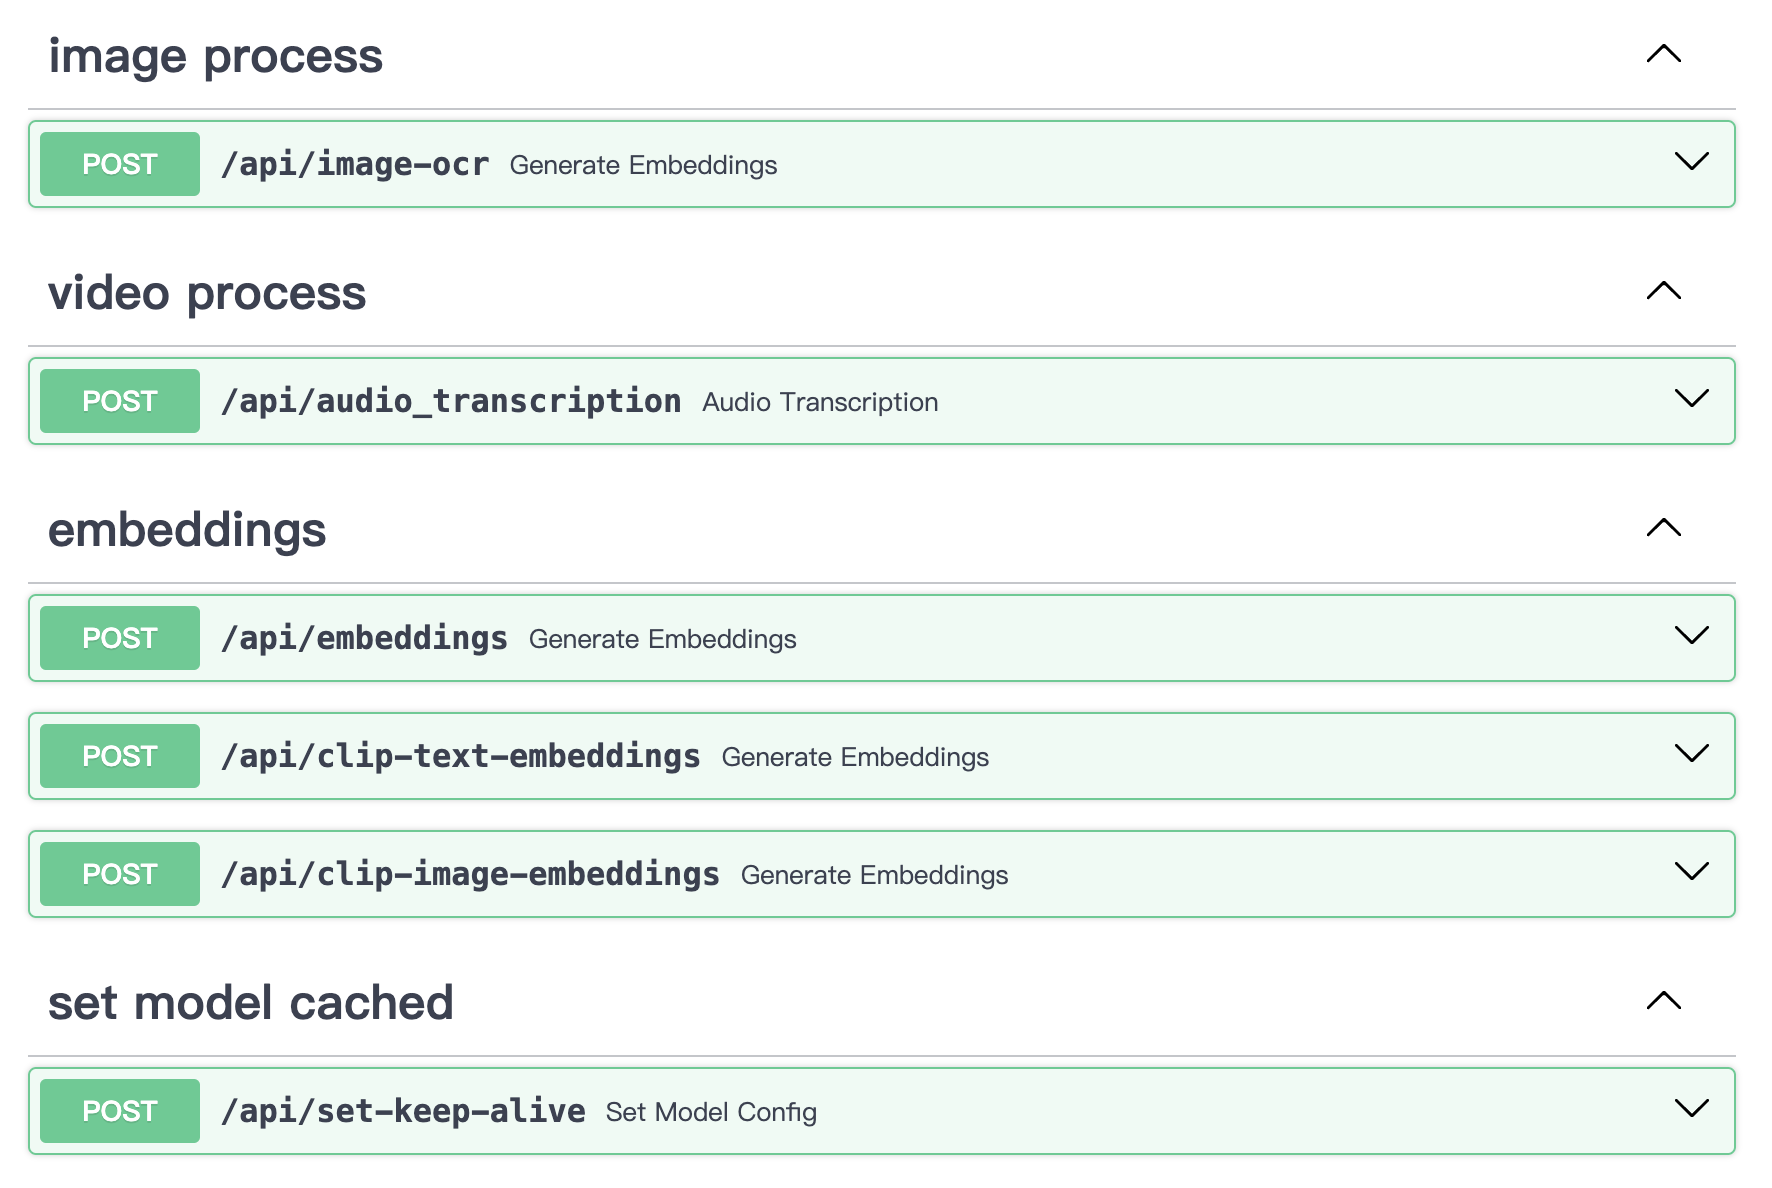 image process
POST /api/image-ocr Generate Embeddings
video process
POST /api/audio_transcription Audio Transcription
embeddings
POST /api/embeddings Generate Embeddings
POST /api/clip-text-embeddings Generate Embeddings
POST /api/clip-image-embeddings Generate Embeddings
set model cached
POST /api/set-keep-alive Set Model Config